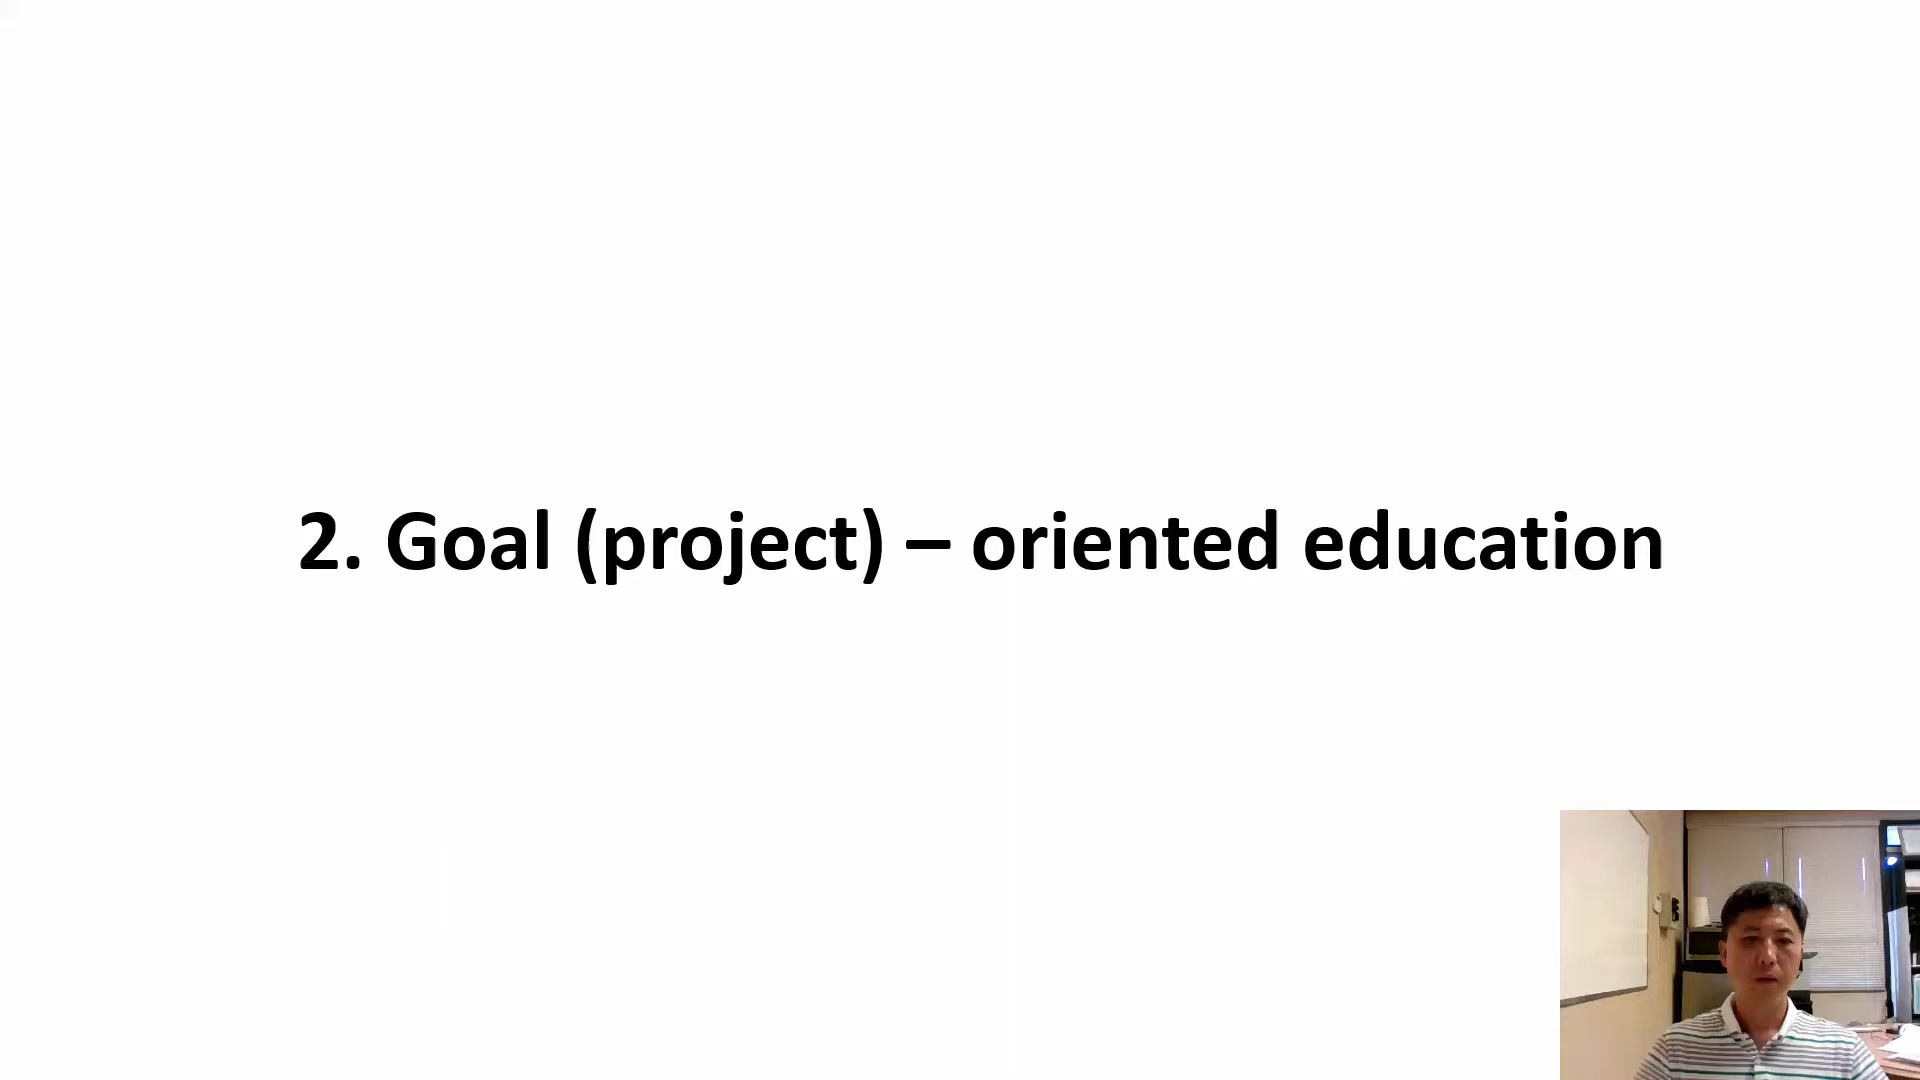 2. Goal (project) – oriented education